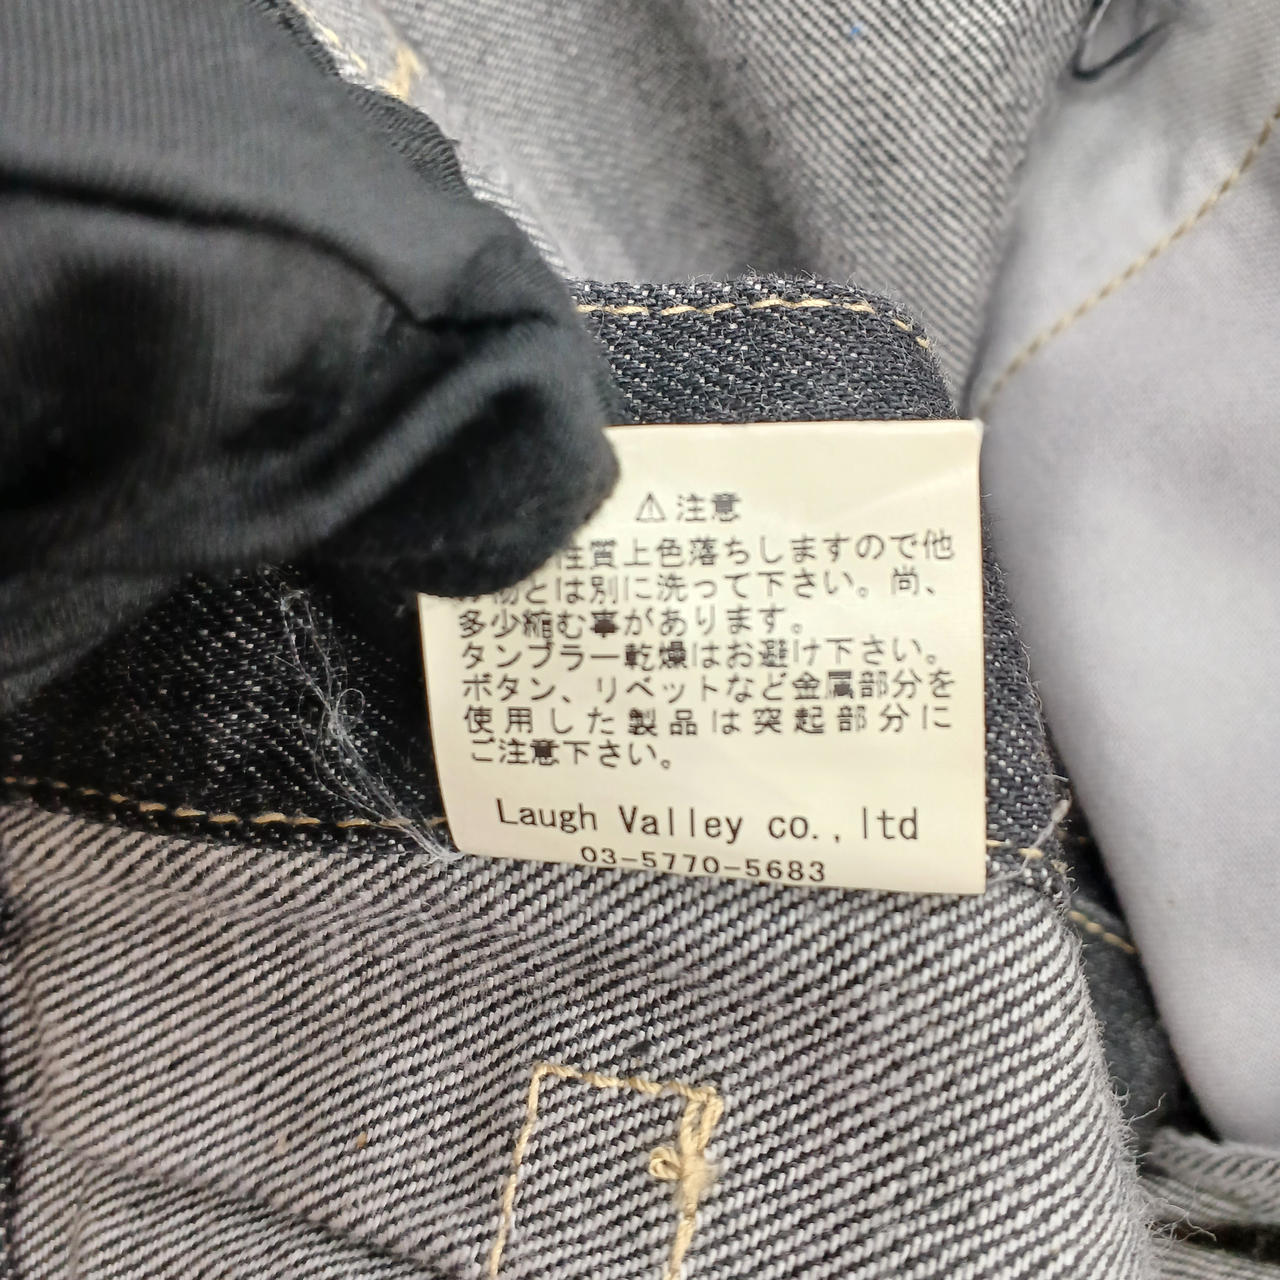 ⚠注意
性質上色落ちしますので他
物とは別に洗って下さい。尚、
多少縮む事があります。
タンブラー乾燥はお避け下さい。
ボタン、リベットなど金属部分を
使用した製品は突起部分に
ご注意下さい。
Laugh Valley co., ltd
03-5770-5683